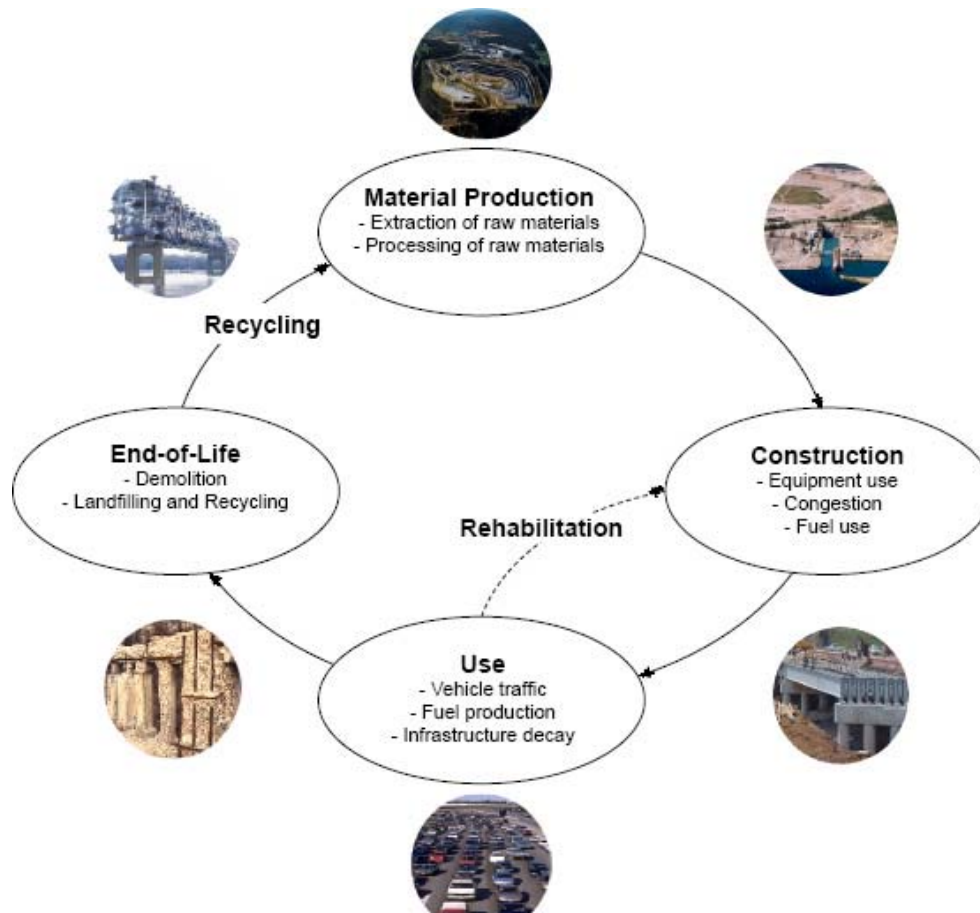 Material Production
- Extraction of raw materials
- Processing of raw materials
Recycling
End-of-Life
- Demolition
- Landfilling and Recycling
Construction
- Equipment use
- Congestion
- Fuel use
Rehabilitation
Use
- Vehicle traffic
- Fuel production
- Infrastructure decay